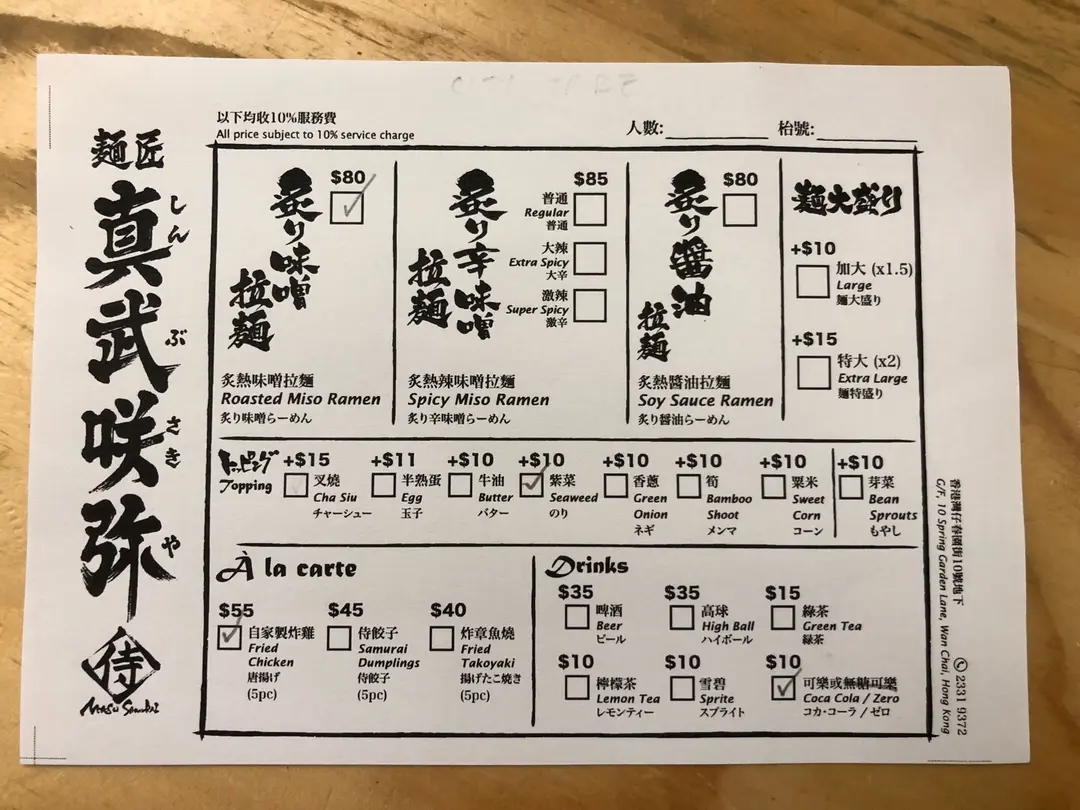 麺匠
真武咲弥
しん
ぶ
さき
や
侍
以下均收10%服務費
All price subject to 10% service charge
人數:
枱號:
$80
炙り味噌
拉麺
炙熱味噌拉麵
Roasted Miso Ramen
炙り味噌らーめん
$85
炙り辛味噌
拉麺
普通
Regular
普通
大辣
Extra Spicy
大辛
激辣
Super Spicy
激辛
炙熱辣味噌拉麵
Spicy Miso Ramen
炙り辛味噌らーめん
$80
炙り醤油
拉麺
炙熱醬油拉麵
Soy Sauce Ramen
炙り醤油らーめん
麺大盛り
+$10
加大 (x1.5)
Large
麺大盛り
+$15
特大 (x2)
Extra Large
麺特盛り
トッピング
Topping
+$15
叉燒
Cha Siu
チャーシュー
+$11
半熟蛋
Egg
玉子
+$10
牛油
Butter
バター
+$10
紫菜
Seaweed
のり
+$10
香蔥
Green
Onion
ネギ
+$10
筍
Bamboo
Shoot
メンマ
+$10
粟米
Sweet
Corn
コーン
+$10
芽菜
Bean
Sprouts
もやし
À la carte
$55
自家製炸雞
Fried
Chicken
唐揚げ
(5pc)
$45
侍餃子
Samurai
Dumplings
侍餃子
(5pc)
$40
炸章魚燒
Fried
Takoyaki
揚げたこ焼き
(5pc)
Drinks
$35
啤酒
Beer
ビール
$35
高球
High Ball
ハイボール
$15
綠茶
Green Tea
緑茶
$10
檸檬茶
Lemon Tea
レモンティー
$10
雪碧
Sprite
スプライト
$10
可樂或無糖可樂
Coca Cola / Zero
コカ・コーラ / ゼロ
香港灣仔春園街10號地下
G/F, 10 Spring Garden Lane, Wan Chai, Hong Kong
2331 9372